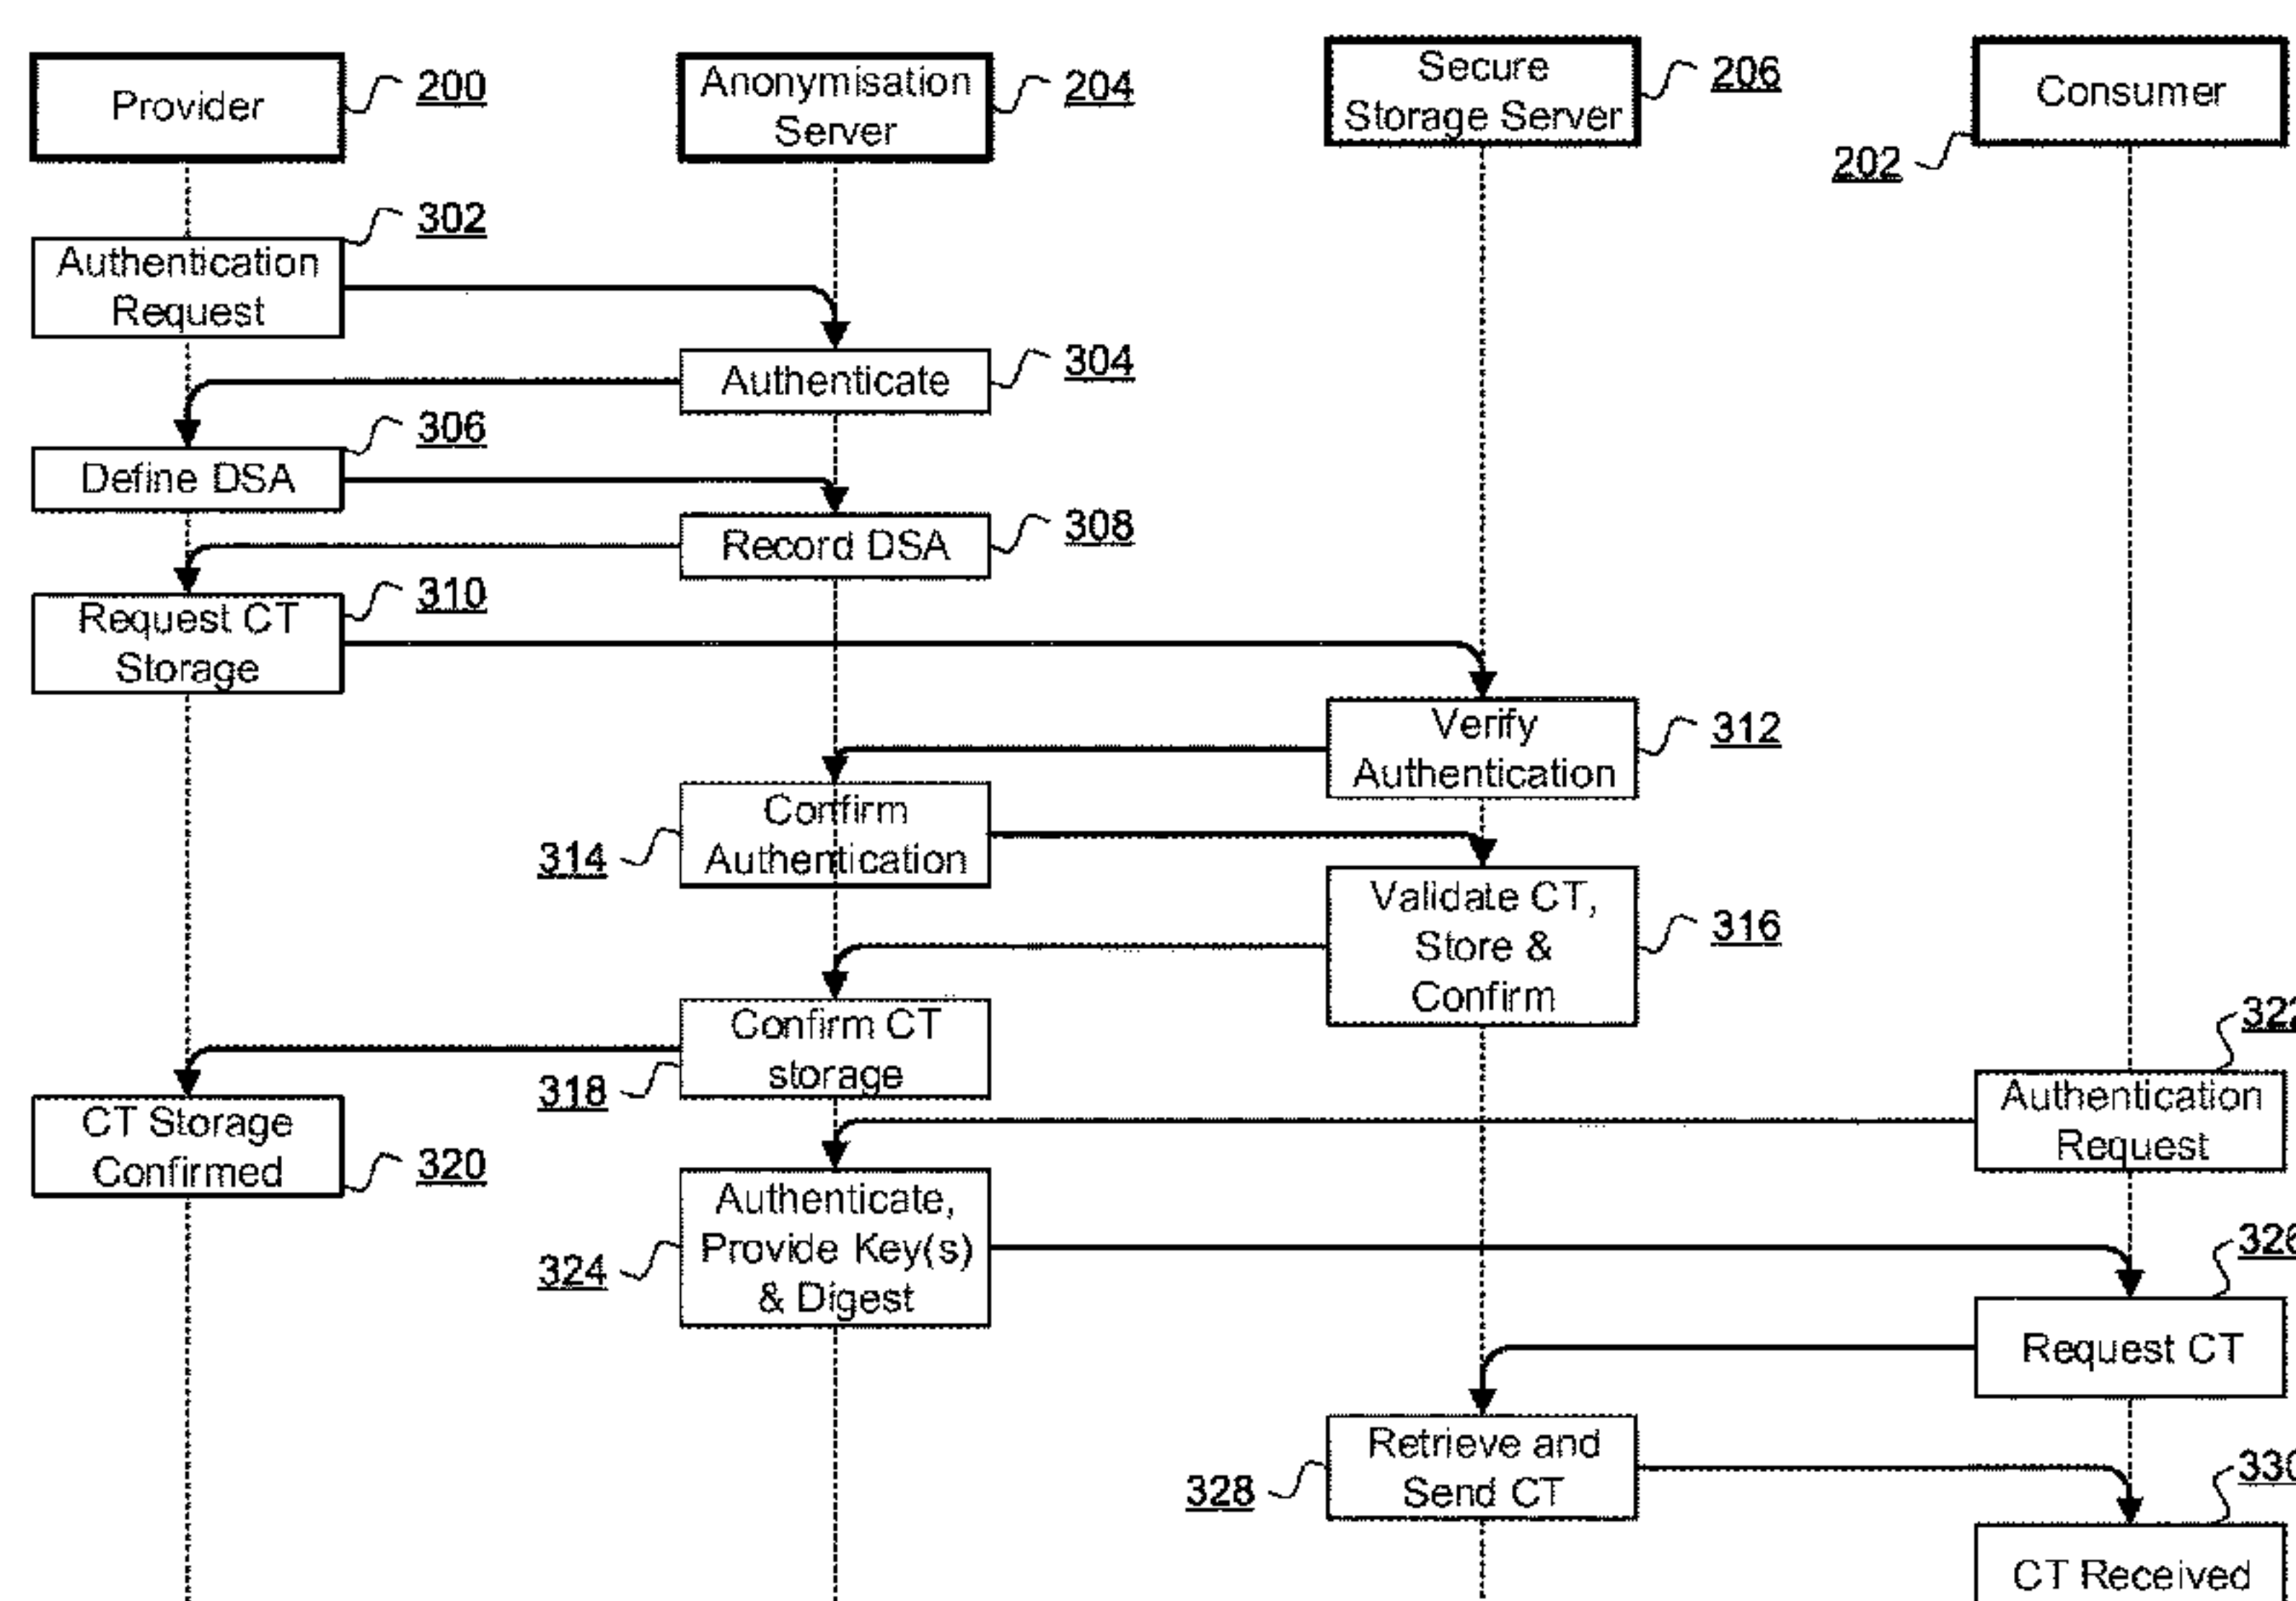 Provider
200
Anonymisation
Server
204
Secure
Storage Server
206
Consumer
202
302
Authentication
Request
Authenticate
304
306
Define DSA
Record DSA
308
310
Request CT
Storage
Verify
Authentication
312
Confirm
Authentication
314
Validate CT,
Store &
Confirm
316
Confirm CT
storage
318
CT Storage
Confirmed
320
322
Authentication
Request
Authenticate,
Provide Key(s)
& Digest
324
326
Request CT
Retrieve and
Send CT
328
330
CT Received